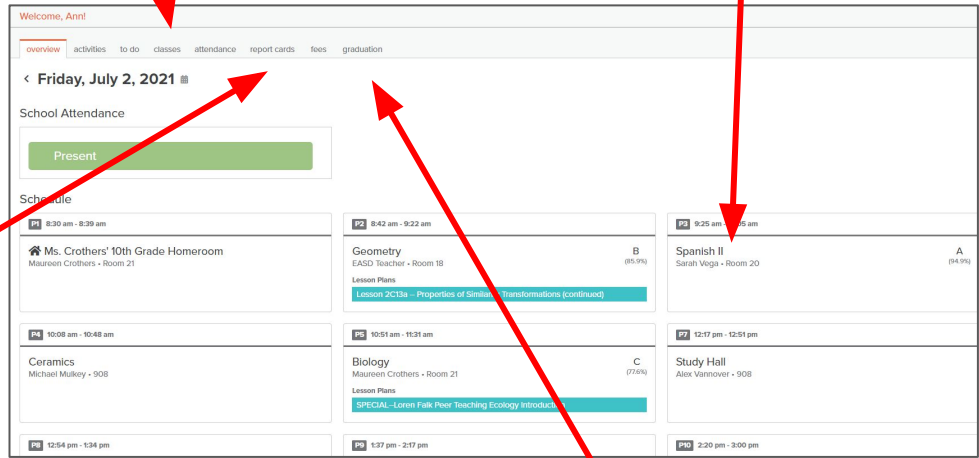 Welcome, Ann!
overview activities to do classes attendance report cards fees graduation
< Friday, July 2, 2021
School Attendance
Present
Schedule
P1 8:30 am - 8:39 am
Ms. Crothers' 10th Grade Homeroom
Maureen Crothers • Room 21
P2 8:42 am - 9:22 am
Geometry B
EASD Teacher • Room 18 (85.9%)
Lesson Plans
Lesson 2C13a -- Properties of Similarity Transformations (continued)
P3 9:25 am - am
Spanish II A
Sarah Vega • Room 20 (94.9%)
P4 10:08 am - 10:48 am
Ceramics
Michael Mulkey • 908
P5 10:51 am - 11:31 am
Biology C
Maureen Crothers • Room 21 (77.6%)
Lesson Plans
SPECIAL--Loren Falk Peer Teaching Ecology Introduction
P7 12:17 pm - 12:51 pm
Study Hall
Alex Vannover • 908
P8 12:54 pm - 1:34 pm
P9 1:37 pm - 2:17 pm
P10 2:20 pm - 3:00 pm